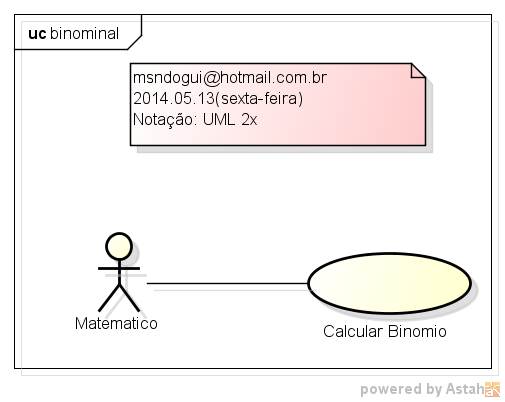 uc binominal
msndogui@hotmail.com.br
2014.05.13(sexta-feira)
Notação: UML 2x
Matematico
Calcular Binomio
powered by Astah